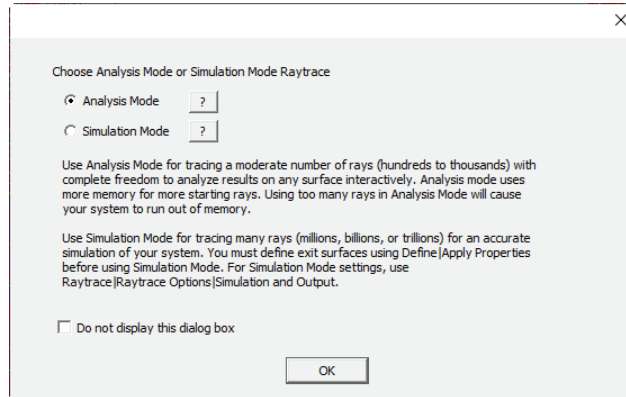 Choose Analysis Mode or Simulation Mode Raytrace
Analysis Mode ?
Simulation Mode ?
Use Analysis Mode for tracing a moderate number of rays (hundreds to thousands) with
complete freedom to analyze results on any surface interactively. Analysis mode uses
more memory for more starting rays. Using too many rays in Analysis Mode will cause
your system to run out of memory.
Use Simulation Mode for tracing many rays (millions, billions, or trillions) for an accurate
simulation of your system. You must define exit surfaces using Define|Apply Properties
before using Simulation Mode. For Simulation Mode settings, use
Raytrace|Raytrace Options|Simulation and Output.
Do not display this dialog box
OK